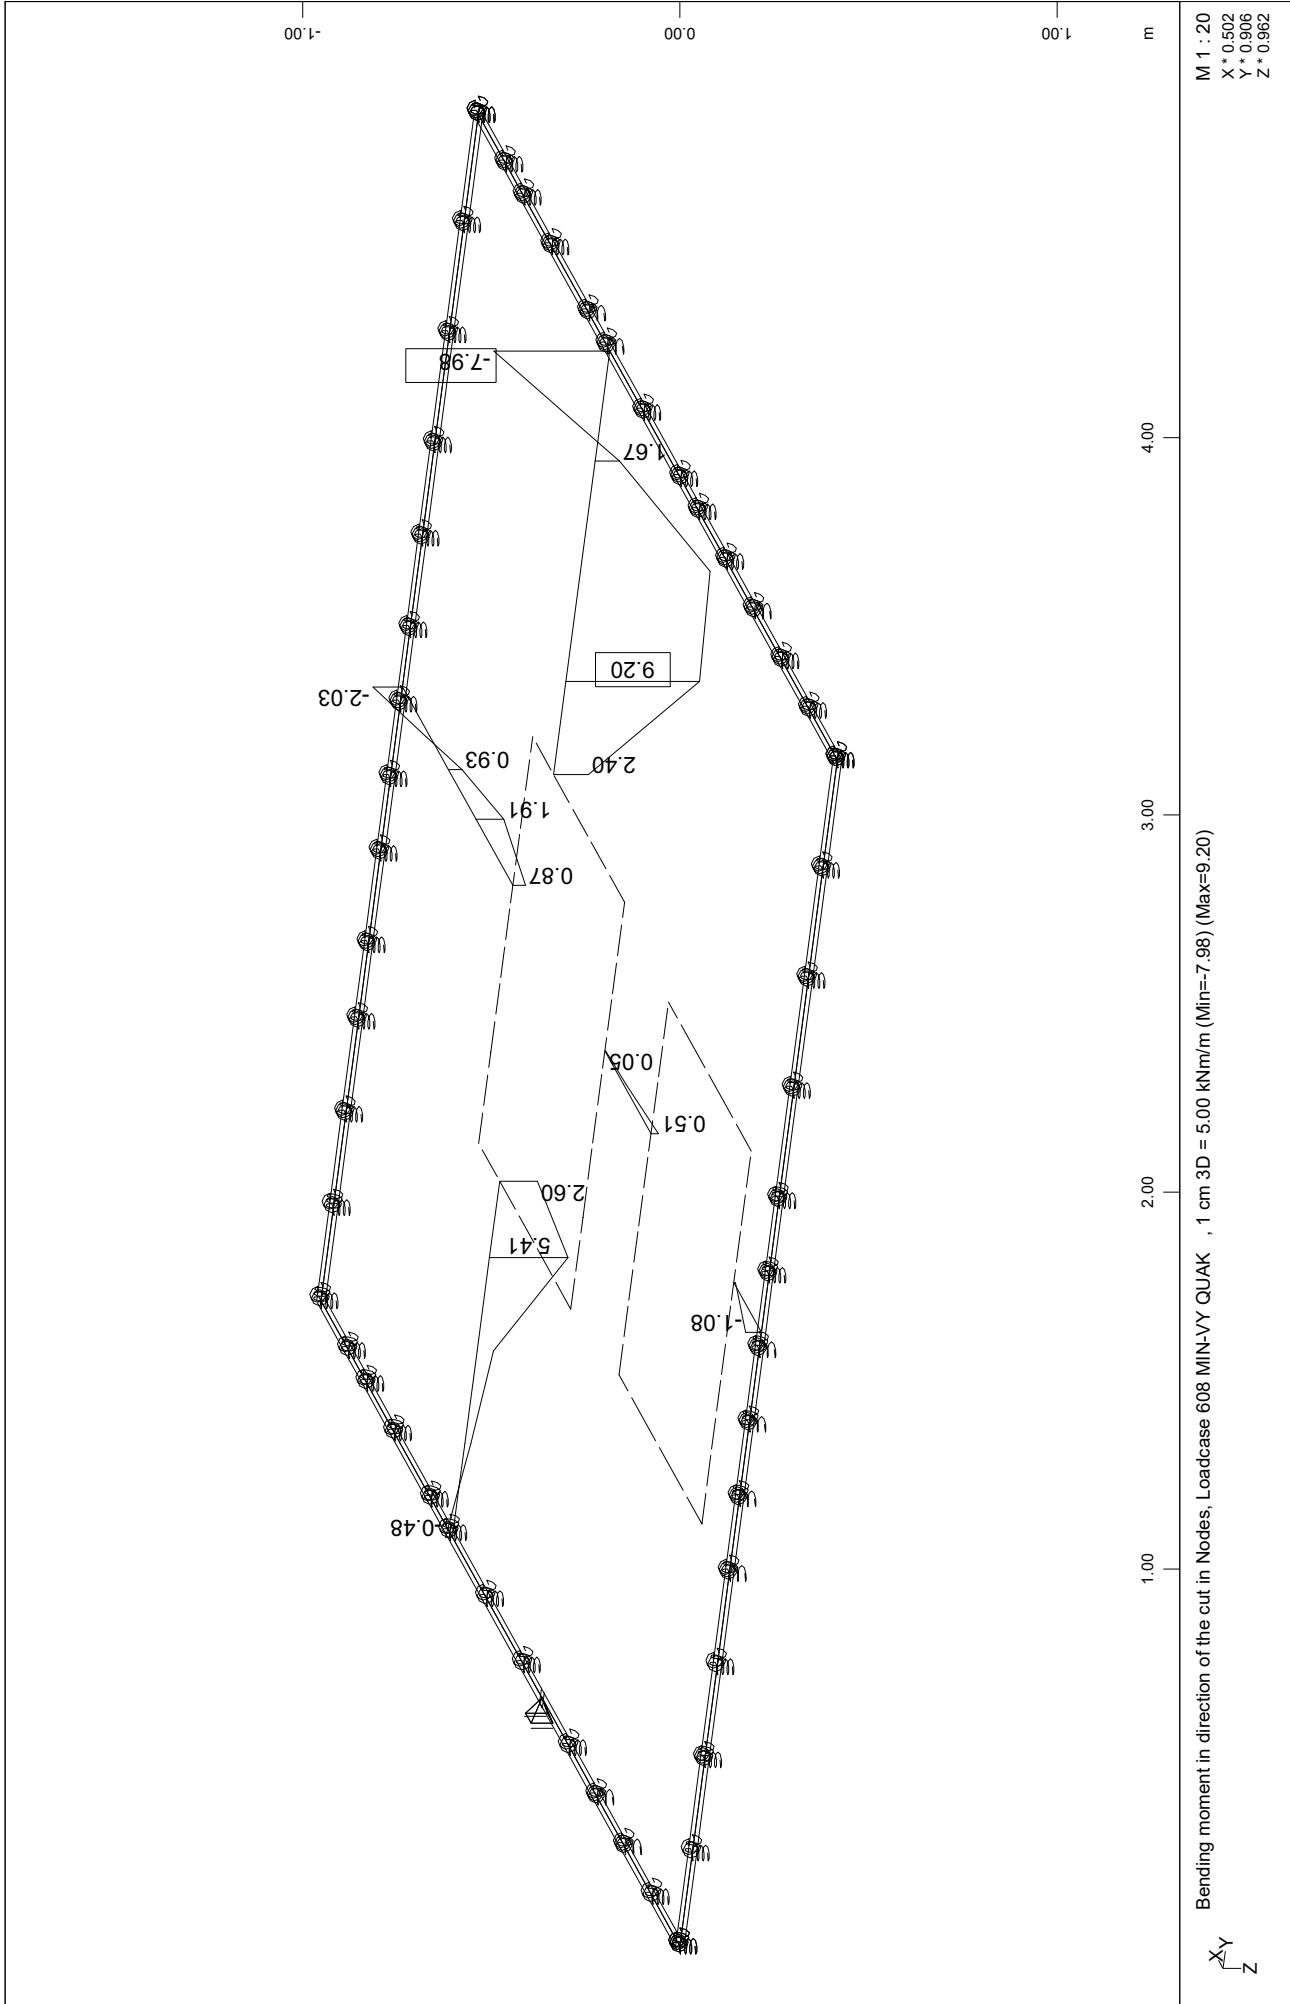 M 1 : 20
X * 0.502
Y * 0.906
Z * 0.962
-1.00
0.00
1.00
m
-7.98
1.67
4.00
9.20
-2.03
2.40
0.93
1.91
3.00
0.87
0.05
0.51
2.60
2.00
5.41
-1.08
-0.48
1.00
Bending moment in direction of the cut in Nodes, Loadcase 608 MIN-VY QUAK , 1 cm 3D = 5.00 kNm/m (Min=-7.98) (Max=9.20)
X
Y
Z